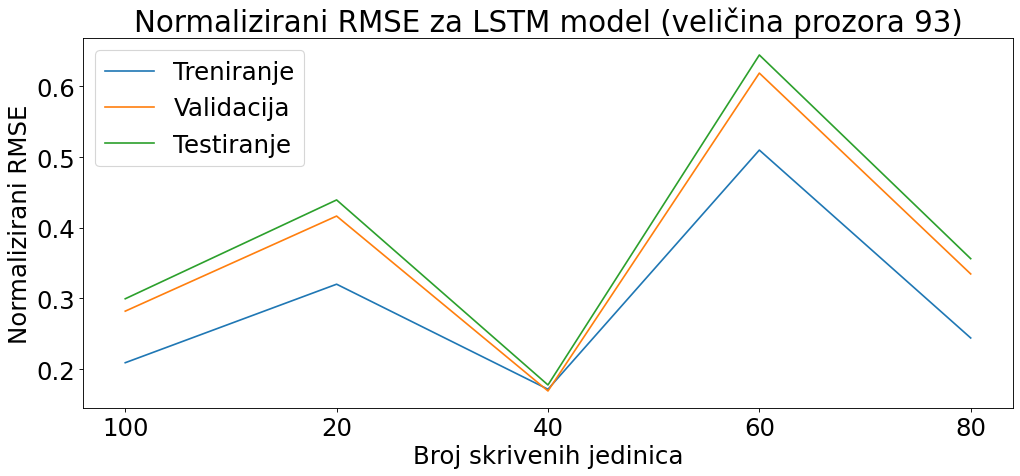 Normalizirani RMSE za LSTM model (veličina prozora 93)
Treniranje
Validacija
Testiranje
Normalizirani RMSE
0.6
0.5
0.4
0.3
0.2
100 20 40 60 80
Broj skrivenih jedinica